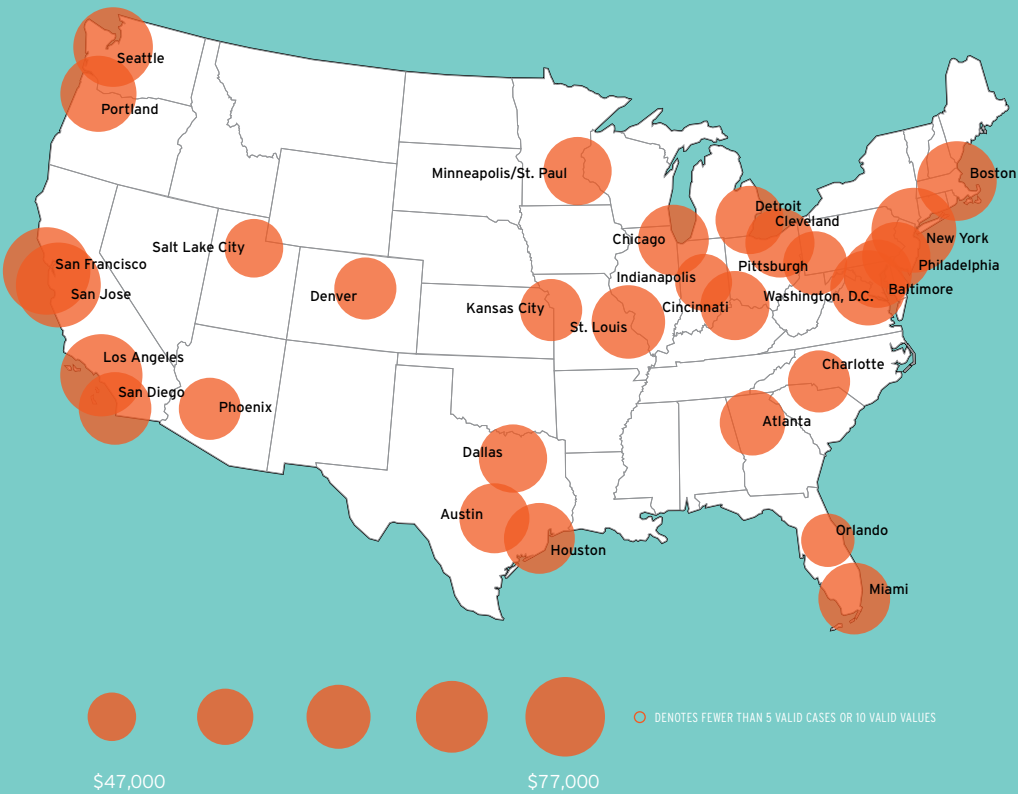 Seattle
Portland
Minneapolis/St. Paul
Boston
Detroit
Cleveland
Chicago
New York
Salt Lake City
San Francisco
Pittsburgh
Philadelphia
Indianapolis
San Jose
Denver
Washington, D.C.
Baltimore
Kansas City
Cincinnati
St. Louis
Los Angeles
Charlotte
San Diego
Phoenix
Atlanta
Dallas
Austin
Orlando
Houston
Miami
DENOTES FEWER THAN 5 VALID CASES OR 10 VALID VALUES
$47,000
$77,000